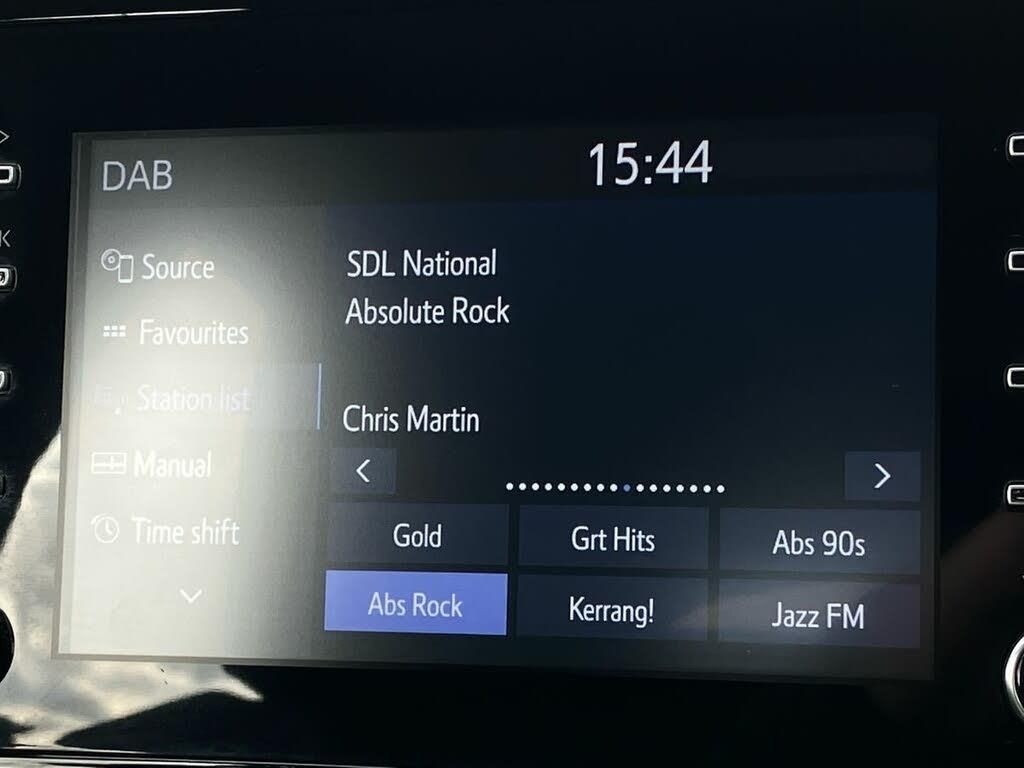 DAB
15:44
Source
Favourites
Station list
Manual
Time shift
SDL National
Absolute Rock
Chris Martin
Gold
Grt Hits
Abs 90s
Abs Rock
Kerrang!
Jazz FM